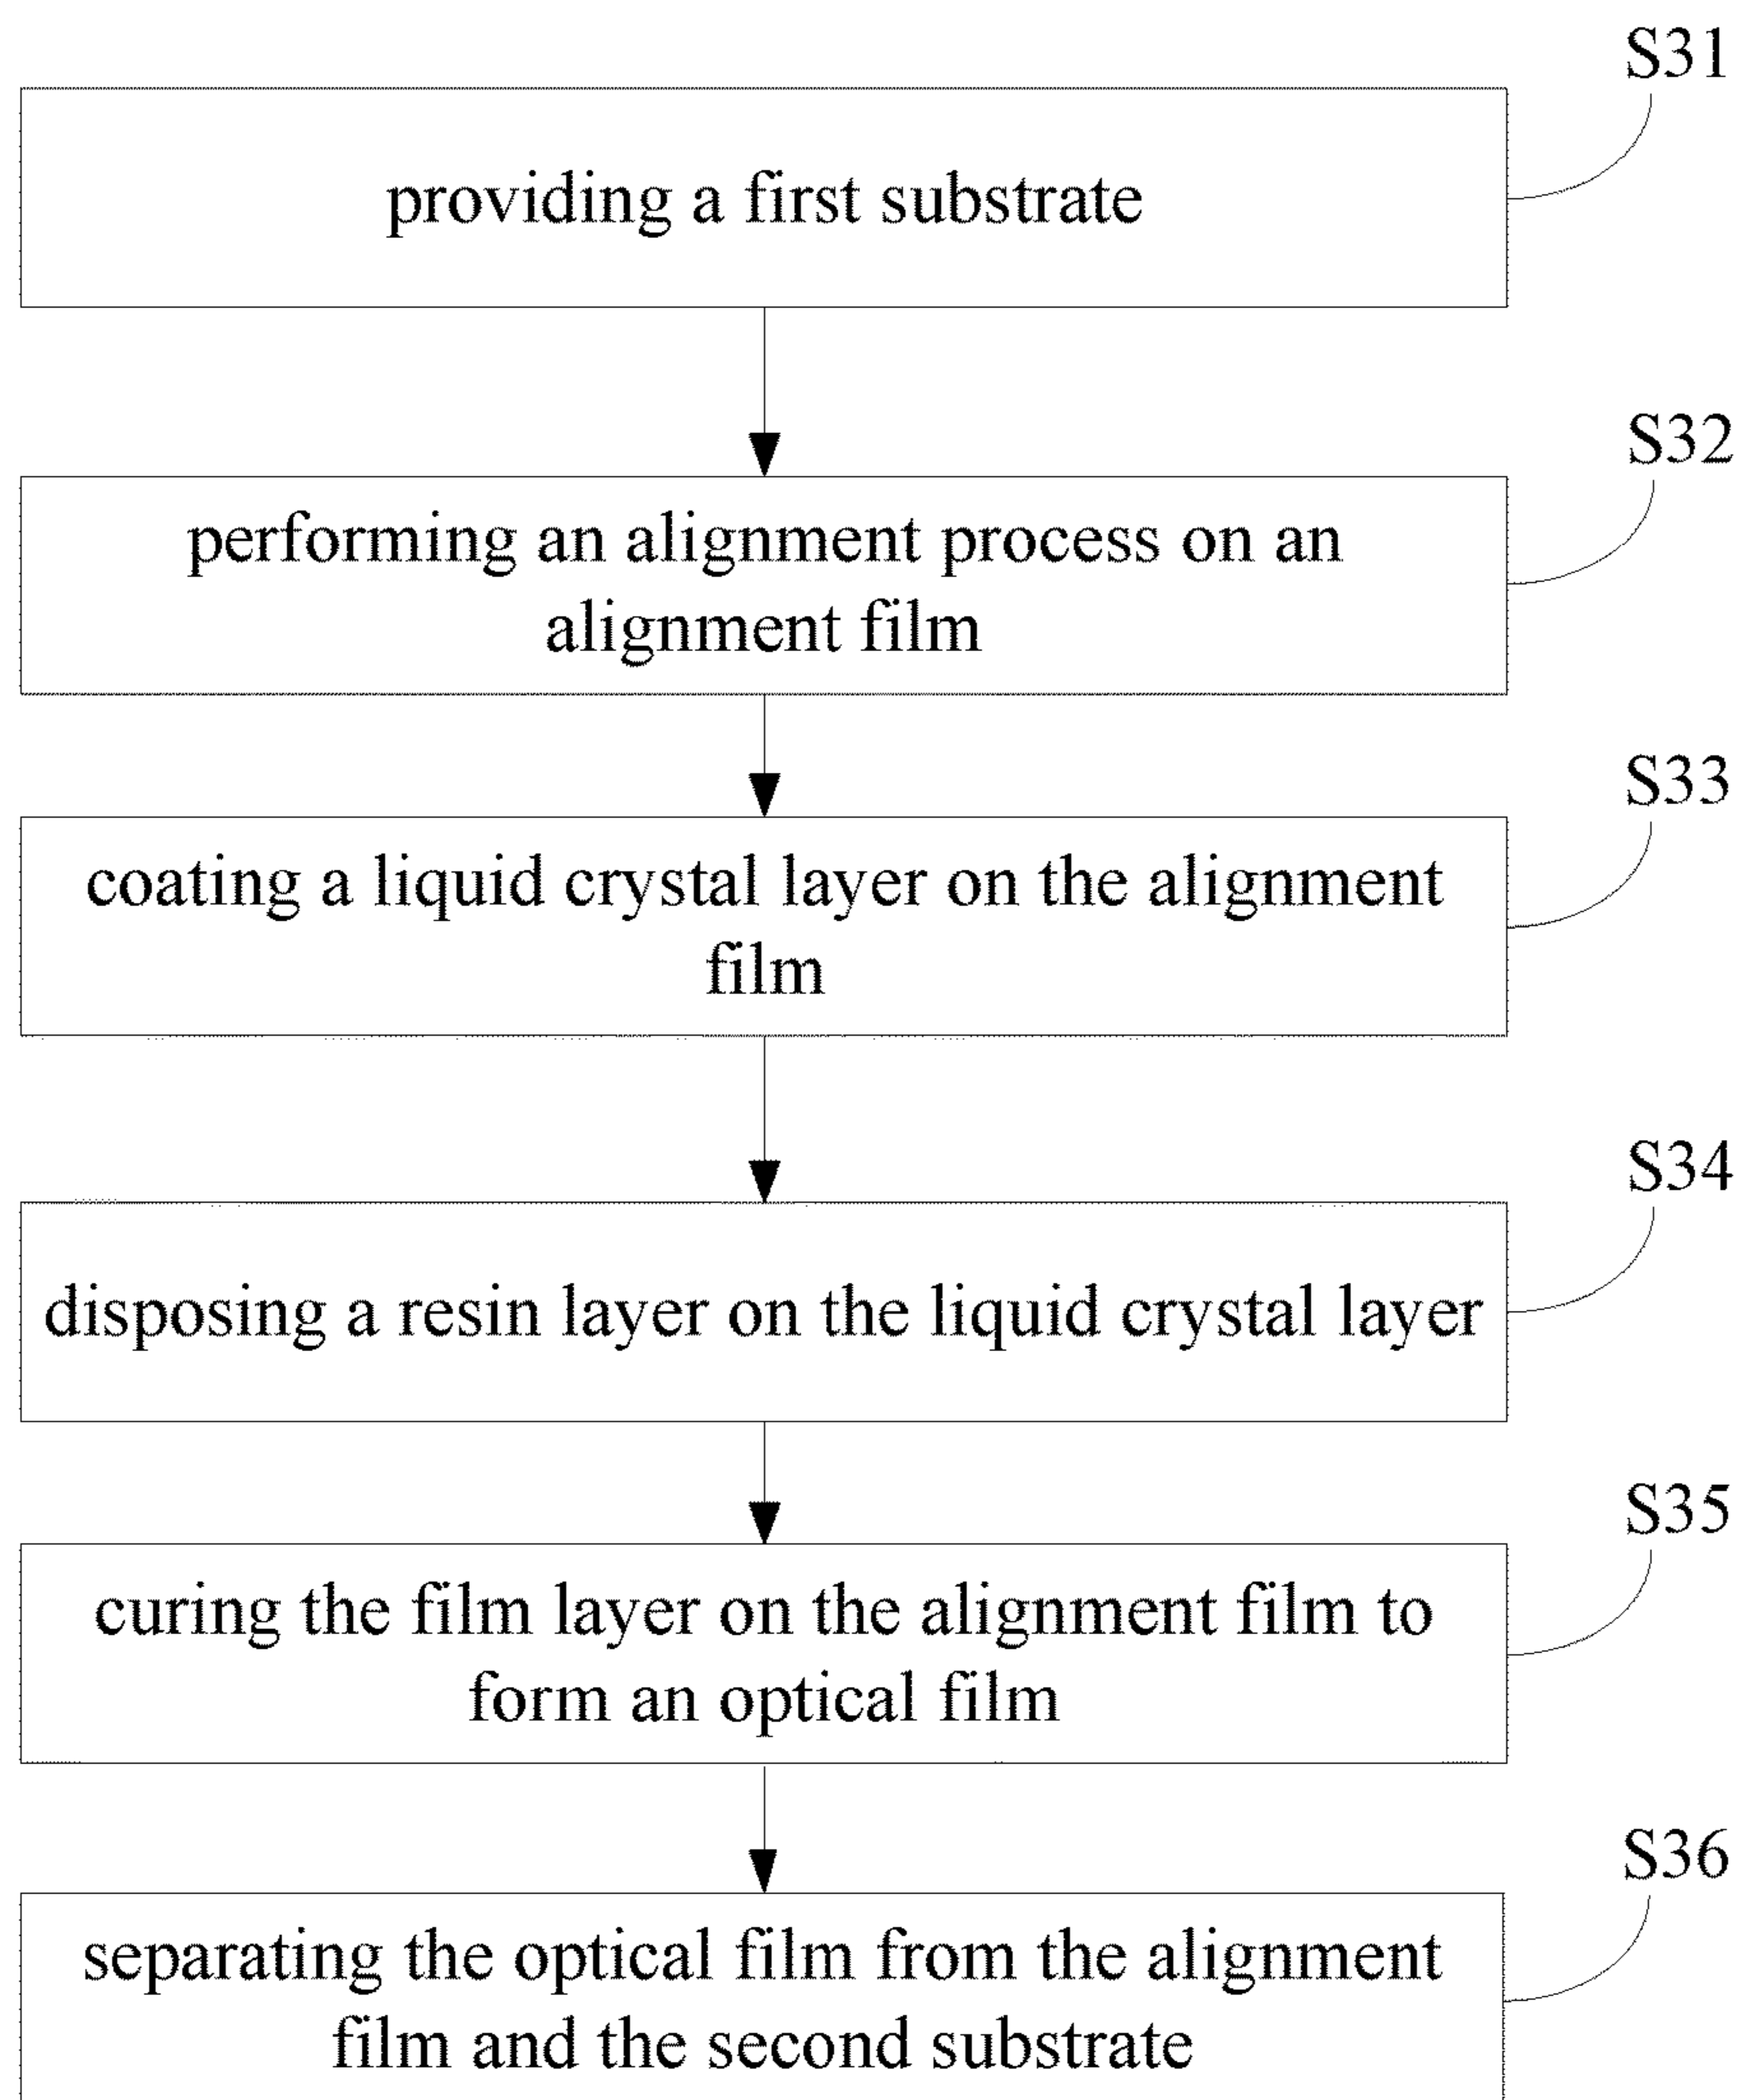 S31
providing a first substrate
S32
performing an alignment process on an
alignment film
S33
coating a liquid crystal layer on the alignment
film
S34
disposing a resin layer on the liquid crystal layer
S35
curing the film layer on the alignment film to
form an optical film
S36
separating the optical film from the alignment
film and the second substrate